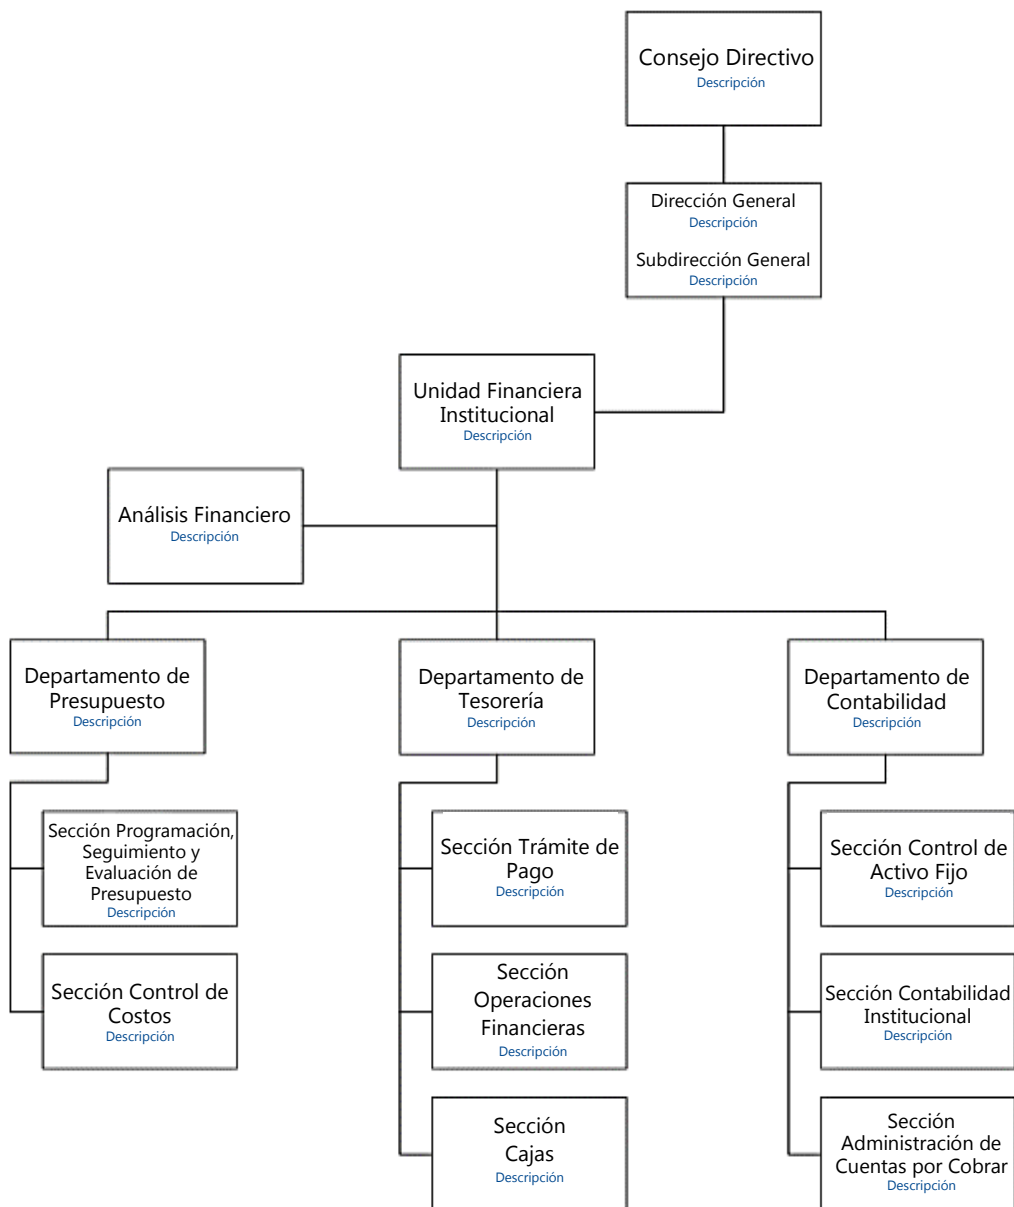 Consejo Directivo
Descripción
Dirección General
Descripción
Subdirección General
Descripción
Unidad Financiera
Institucional
Descripción
Análisis Financiero
Descripción
Departamento de
Presupuesto
Descripción
Departamento de
Tesorería
Descripción
Departamento de
Contabilidad
Descripción
Sección Programación,
Seguimiento y
Evaluación de
Presupuesto
Descripción
Sección Control de
Costos
Descripción
Sección Trámite de
Pago
Descripción
Sección
Operaciones
Financieras
Descripción
Sección
Cajas
Descripción
Sección Control de
Activo Fijo
Descripción
Sección Contabilidad
Institucional
Descripción
Sección
Administración de
Cuentas por Cobrar
Descripción